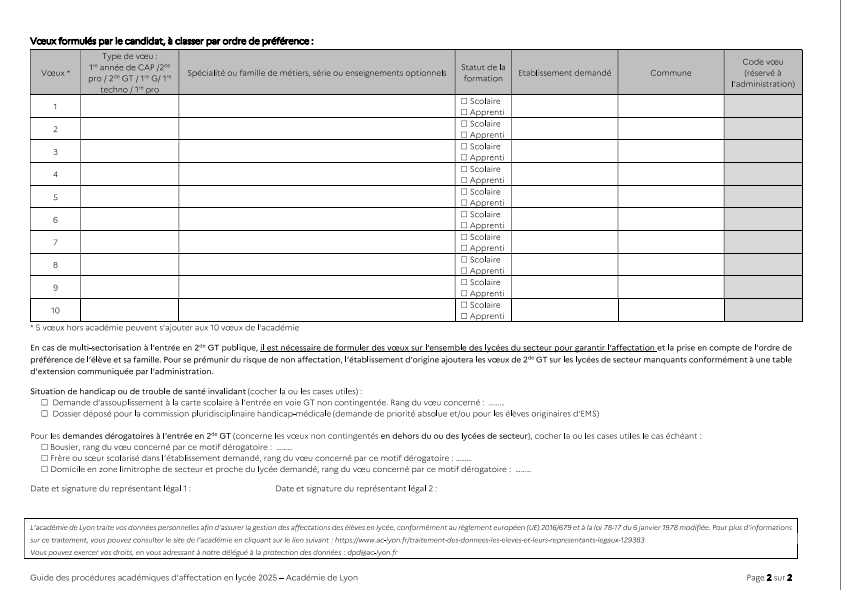 Vœux formulés par le candidat, à classer par ordre de préférence :
Vœux *
Type de vœu :
1re année de CAP /2de
pro / 2de GT / 1re G/ 1re
techno / 1re pro
Spécialité ou famille de métiers, série ou enseignements optionnels
Statut de la
formation
Etablissement demandé
Commune
Code vœu
(réservé à
l'administration)
1
☐ Scolaire
☐ Apprenti
2
☐ Scolaire
☐ Apprenti
3
☐ Scolaire
☐ Apprenti
4
☐ Scolaire
☐ Apprenti
5
☐ Scolaire
☐ Apprenti
6
☐ Scolaire
☐ Apprenti
7
☐ Scolaire
☐ Apprenti
8
☐ Scolaire
☐ Apprenti
9
☐ Scolaire
☐ Apprenti
10
☐ Scolaire
☐ Apprenti
* 5 vœux hors académie peuvent s'ajouter aux 10 vœux de l'académie
En cas de multi-sectorisation à l'entrée en 2de GT publique, il est nécessaire de formuler des vœux sur l'ensemble des lycées du secteur pour garantir l'affectation et la prise en compte de l'ordre de
préférence de l'élève et sa famille. Pour se prémunir du risque de non affectation, l'établissement d'origine ajoutera les vœux de 2de GT sur les lycées de secteur manquants conformément à une table
d'extension communiquée par l'administration.
Situation de handicap ou de trouble de santé invalidant (cocher la ou les cases utiles) :
☐ Demande d'assouplissement à la carte scolaire à l'entrée en voie GT non contingentée. Rang du vœu concerné : ........
☐ Dossier déposé pour la commission pluridisciplinaire handicap-médicale (demande de priorité absolue et/ou pour les élèves originaires d'EMS)
Pour les demandes dérogatoires à l'entrée en 2de GT (concerne les vœux non contingentés en dehors du ou des lycées de secteur), cocher la ou les cases utiles le cas échéant :
☐ Bousier, rang du vœu concerné par ce motif dérogatoire : ........
☐ Frère ou sœur scolarisé dans l'établissement demandé, rang du vœu concerné par ce motif dérogatoire : ........
☐ Domicile en zone limitrophe de secteur et proche du lycée demandé, rang du vœu concerné par ce motif dérogatoire : ........
Date et signature du représentant légal 1 : Date et signature du représentant légal 2 :
L'académie de Lyon traite vos données personnelles afin d'assurer la gestion des affectations des élèves en lycée, conformément au règlement européen (UE) 2016/679 et à la loi 78-17 du 6 janvier 1978 modifiée. Pour plus d'informations
sur ce traitement, vous pouvez consulter le site de l'académie en cliquant sur le lien suivant : https://www.ac-lyon.fr/traitement-des-donnees-les-eleves-et-leurs-representants-legaux-129383
Vous pouvez exercer vos droits, en vous adressant à notre délégué à la protection des données : dpd@ac-lyon.fr
Guide des procédures académiques d'affectation en lycée 2025 – Académie de Lyon Page 2 sur 2